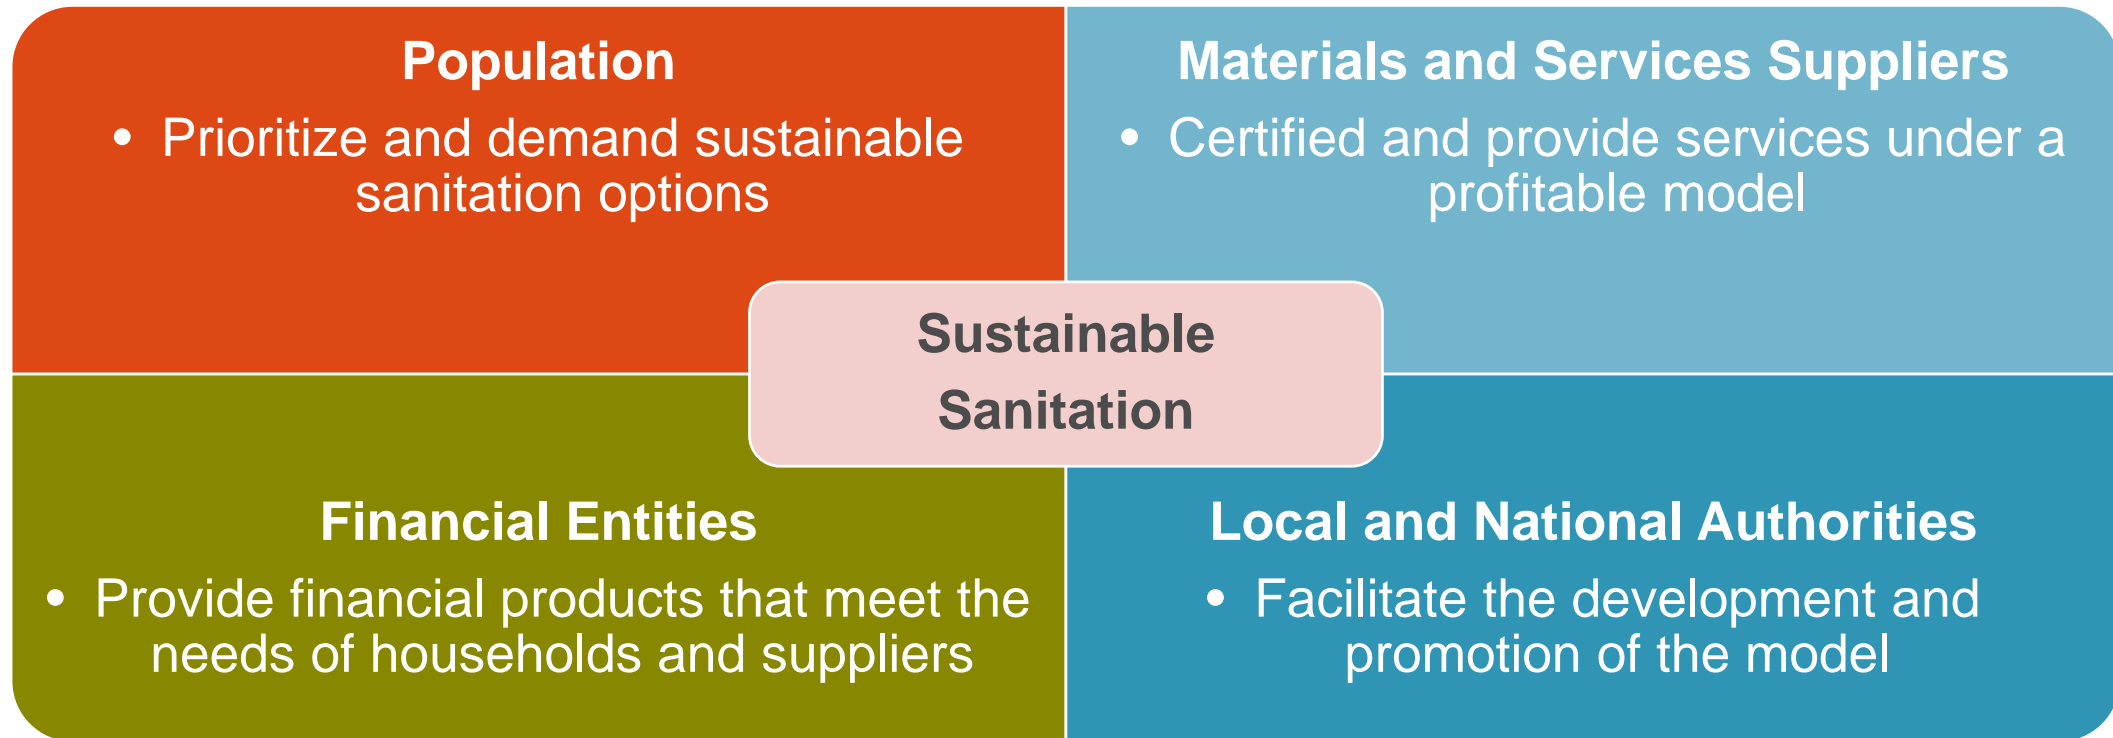 Population
• Prioritize and demand sustainable
sanitation options
Materials and Services Suppliers
• Certified and provide services under a
profitable model
Sustainable
Sanitation
Financial Entities
• Provide financial products that meet the
needs of households and suppliers
Local and National Authorities
• Facilitate the development and
promotion of the model